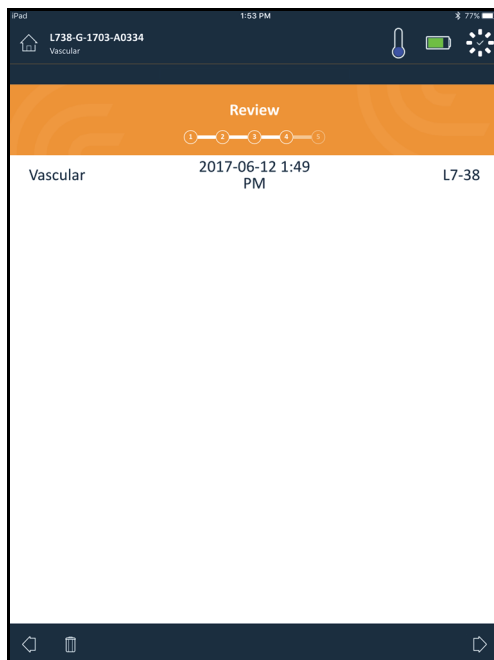 iPad 1:53 PM 77%
L738-G-1703-A0334
Vascular
Review
1 2 3 4 5
Vascular 2017-06-12 1:49 PM L7-38